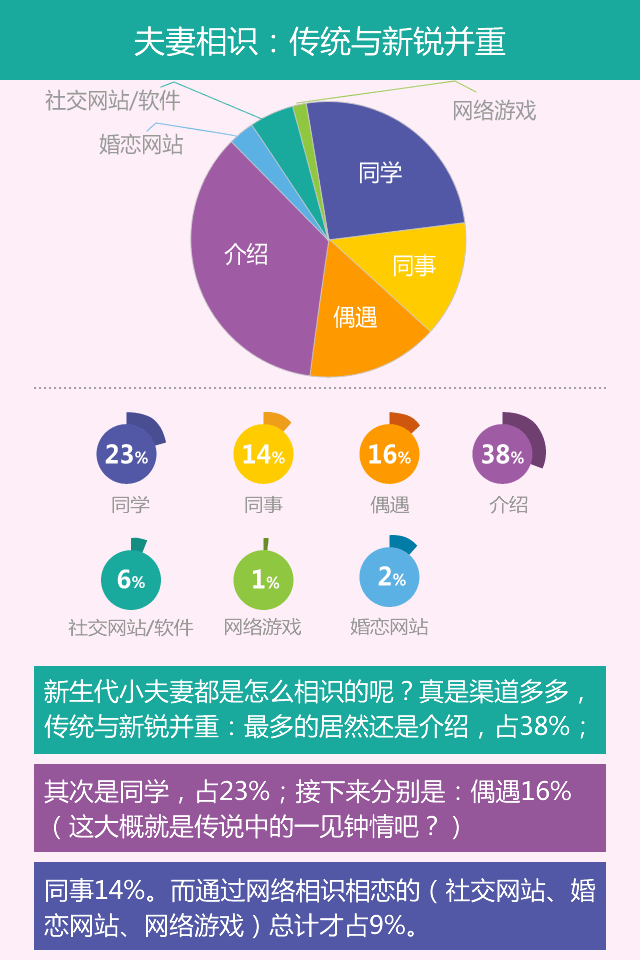 夫妻相识：传统与新锐并重
社交网站/软件
网络游戏
婚恋网站
同学
介绍
同事
偶遇
23%
14%
16%
38%
同学
同事
偶遇
介绍
6%
1%
2%
社交网站/软件
网络游戏
婚恋网站
新生代小夫妻都是怎么相识的呢？真是渠道多多，
传统与新锐并重：最多的居然还是介绍，占38%；
其次是同学，占23%；接下来分别是：偶遇16%
（这大概就是传说中的一见钟情吧？）
同事14%。而通过网络相识相恋的（社交网站、婚
恋网站、网络游戏）总计才占9%。